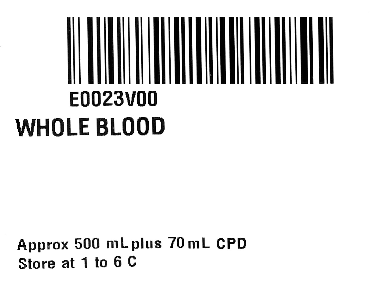 E0023V00
WHOLE BLOOD
Approx 500 mL plus 70 mL CPD
Store at 1 to 6 C